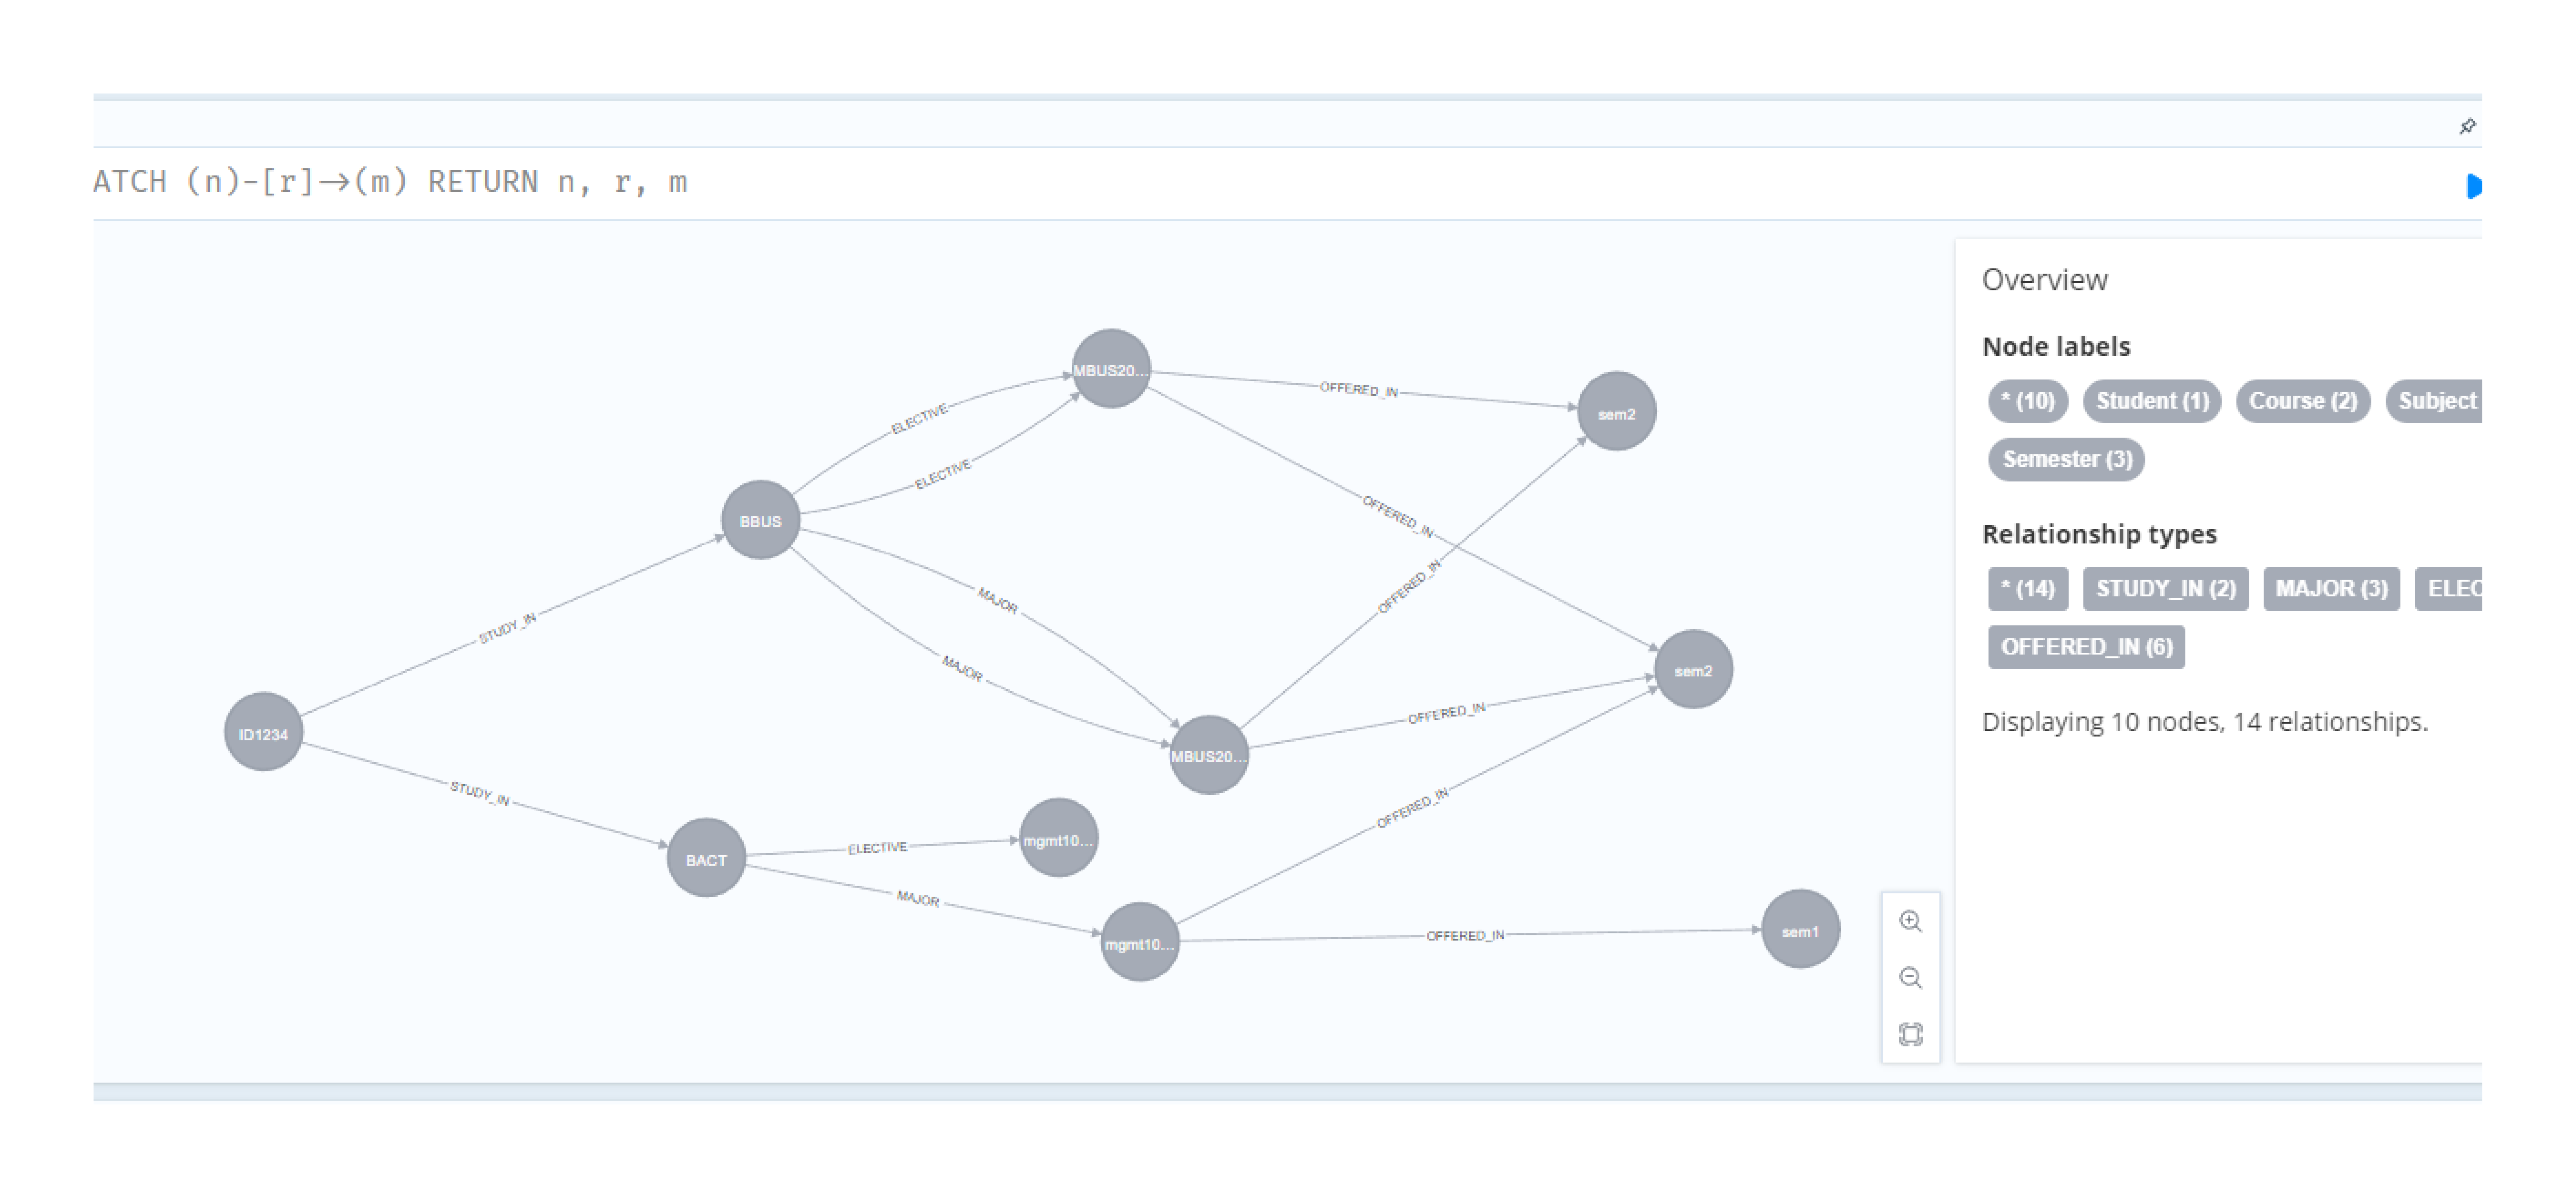 ATCH (n)-[r]→(m) RETURN n, r, m
Overview
Node labels
* (10) Student (1) Course (2) Subject
Semester (3)
Relationship types
* (14) STUDY_IN (2) MAJOR (3) ELEC
OFFERED_IN (6)
Displaying 10 nodes, 14 relationships.
MBUS20...
OFFERED_IN
sem2
ELECTIVE
ELECTIVE
BBUS
OFFERED_IN
OFFERED_IN
MAJOR
STUDY_IN
MAJOR
sem2
OFFERED_IN
ID1234
MBUS20...
STUDY_IN
OFFERED_IN
mgmt10...
ELECTIVE
BACT
MAJOR
mgmt10...
OFFERED_IN
sem1